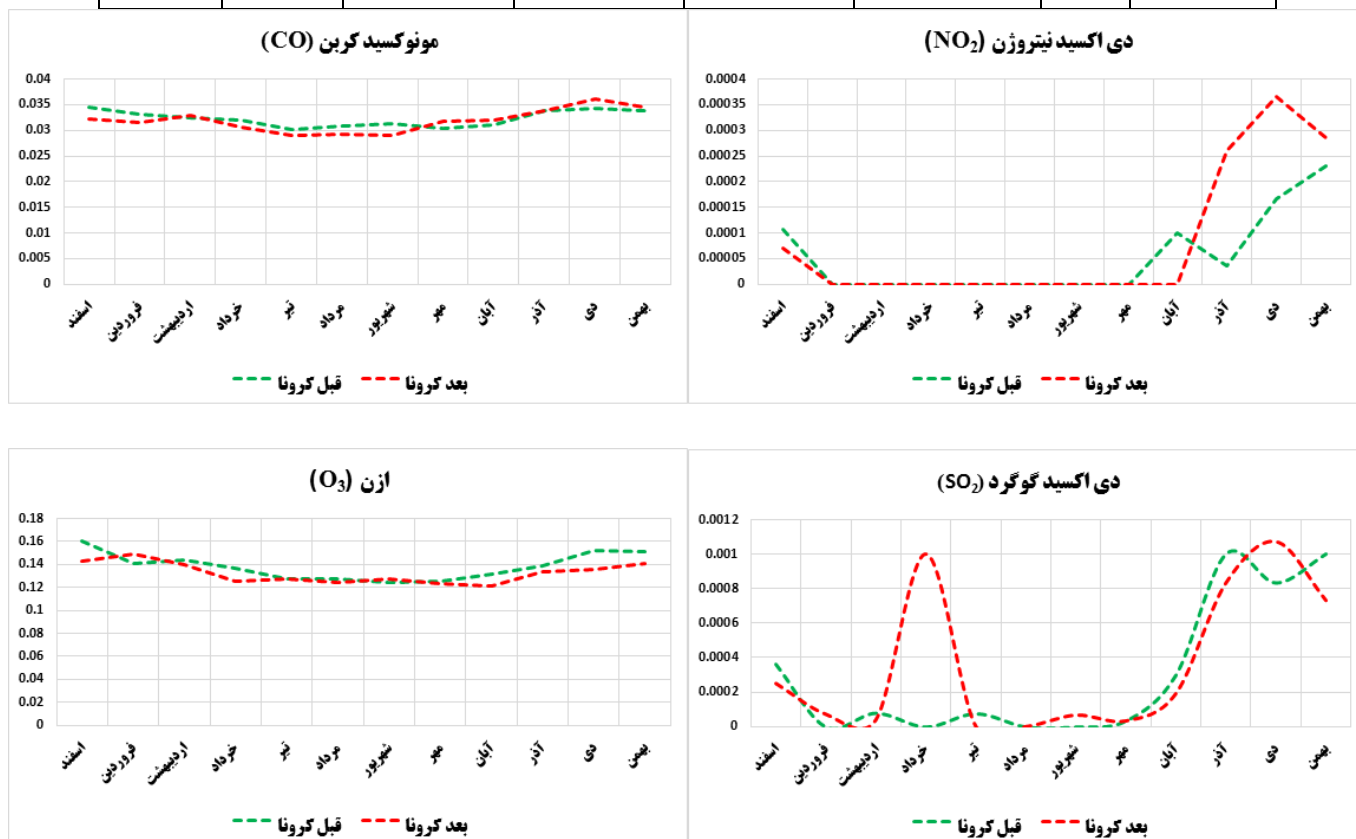 مونوکسید کربن (CO)
0.04
0.035
0.03
0.025
0.02
0.015
0.01
0.005
0
اسفند فروردین اردیبهشت خرداد تیر مرداد شهریور مهر آبان آذر دی بهمن
قبل کرونا بعد کرونا
دی اکسید نیتروژن (NO₂)
0.0004
0.00035
0.0003
0.00025
0.0002
0.00015
0.0001
0.00005
0
اسفند فروردین اردیبهشت خرداد تیر مرداد شهریور مهر آبان آذر دی بهمن
قبل کرونا بعد کرونا
ازن (O₃)
0.18
0.16
0.14
0.12
0.1
0.08
0.06
0.04
0.02
0
اسفند فروردین اردیبهشت خرداد تیر مرداد شهریور مهر آبان آذر دی بهمن
قبل کرونا بعد کرونا
دی اکسید گوگرد (SO₂)
0.0012
0.001
0.0008
0.0006
0.0004
0.0002
0
اسفند فروردین اردیبهشت خرداد تیر مرداد شهریور مهر آبان آذر دی بهمن
قبل کرونا بعد کرونا